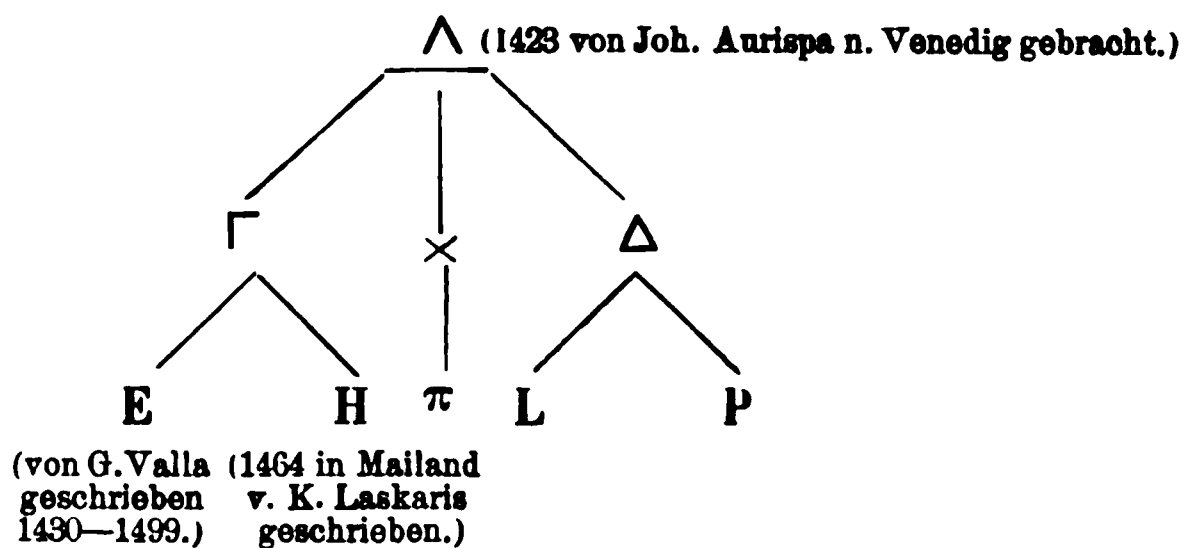 Λ (1423 von Joh. Aurispa n. Venedig gebracht.)
Γ × Δ
E H π L P
(von G. Valla (1464 in Mailand
geschrieben v. K. Laskaris
1430—1499.) geschrieben.)